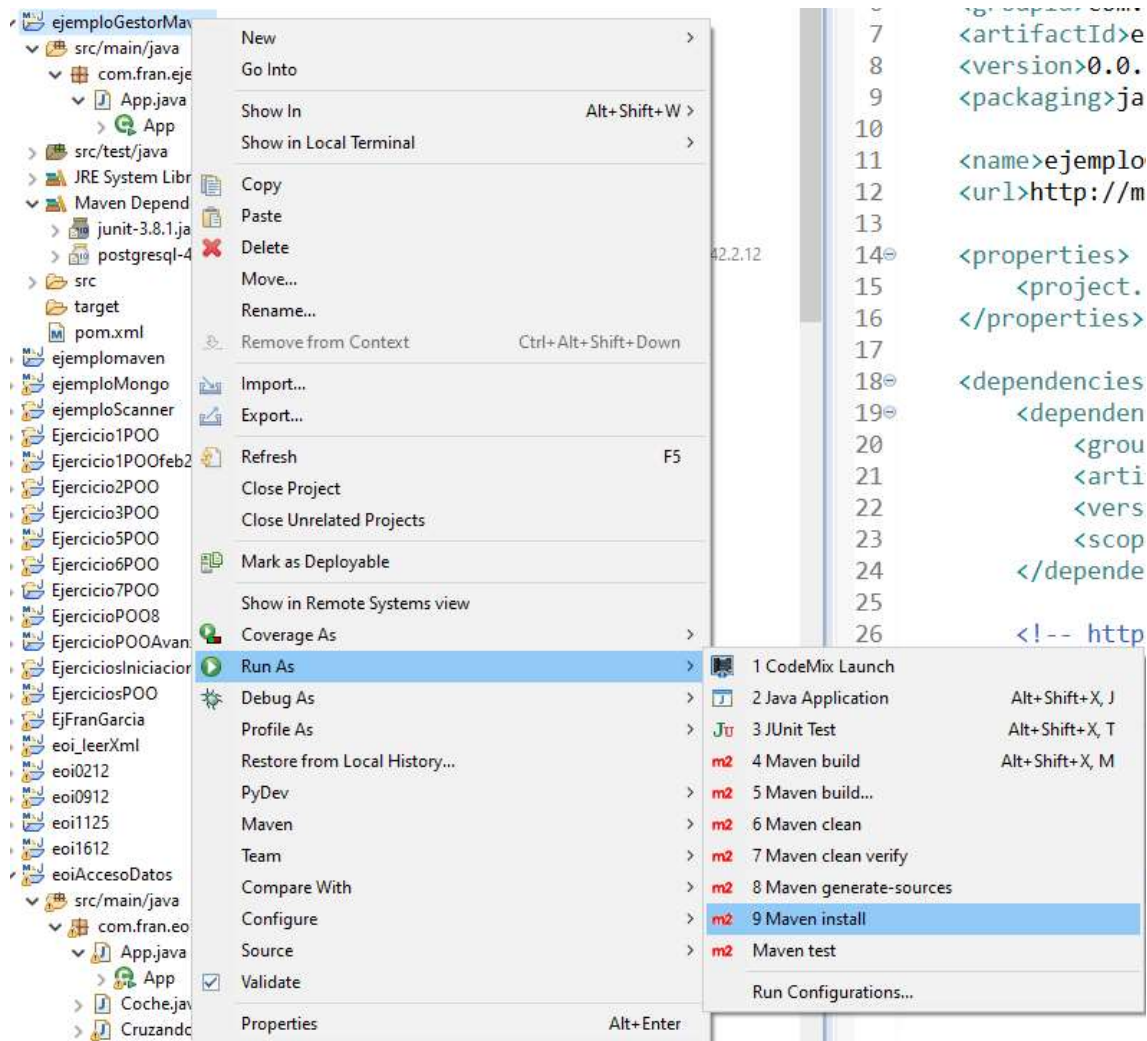 ejemploGestorMav
src/main/java
com.fran.eje
App.java
App
src/test/java
JRE System Libr
Maven Depend
junit-3.8.1.ja
postgresql-4
42.2.12
src
target
pom.xml
ejemplomaven
ejemploMongo
ejemploScanner
Ejercicio1POO
Ejercicio1POOfeb2
Ejercicio2POO
Ejercicio3POO
Ejercicio5POO
Ejercicio6POO
Ejercicio7POO
EjercicioPOO8
EjercicioPOOAvan
EjerciciosIniciacion
EjerciciosPOO
EjFranGarcia
eoi_leerXml
eoi0212
eoi0912
eoi1125
eoi1612
eoiAccesoDatos
src/main/java
com.fran.eo
App.java
App
Coche.jav
Cruzando
New
Go Into
Show In Alt+Shift+W >
Show in Local Terminal
Copy
Paste
Delete
Move...
Rename...
Remove from Context Ctrl+Alt+Shift+Down
Import...
Export...
Refresh F5
Close Project
Close Unrelated Projects
Mark as Deployable
Show in Remote Systems view
Coverage As
Run As
Debug As
Profile As
Restore from Local History...
PyDev
Maven
Team
Compare With
Configure
Source
Validate
Properties Alt+Enter
1 CodeMix Launch
2 Java Application Alt+Shift+X, J
3 JUnit Test Alt+Shift+X, T
m2 4 Maven build Alt+Shift+X, M
m2 5 Maven build...
m2 6 Maven clean
m2 7 Maven clean verify
m2 8 Maven generate-sources
m2 9 Maven install
m2 Maven test
Run Configurations...
7 <artifactId>e
8 <version>0.0.
9 <packaging>ja
10
11 <name>ejemplo
12 <url>http://m
13
14 <properties>
15 <project.
16 </properties>
17
18 <dependencies
19 <dependen
20 <grou
21 <arti
22 <vers
23 <scop
24 </depende
25
26 <!-- http